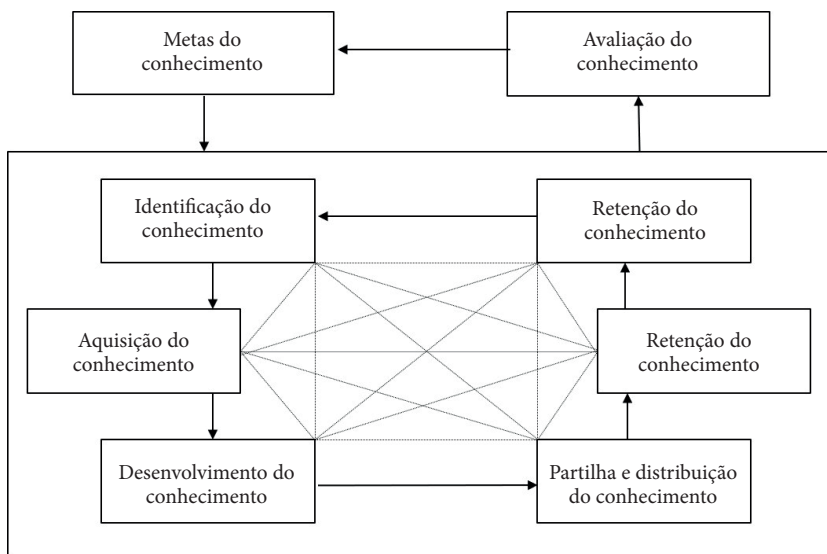 Metas do
conhecimento
Avaliação do
conhecimento
Identificação do
conhecimento
Retenção do
conhecimento
Aquisição do
conhecimento
Retenção do
conhecimento
Desenvolvimento do
conhecimento
Partilha e distribuição
do conhecimento